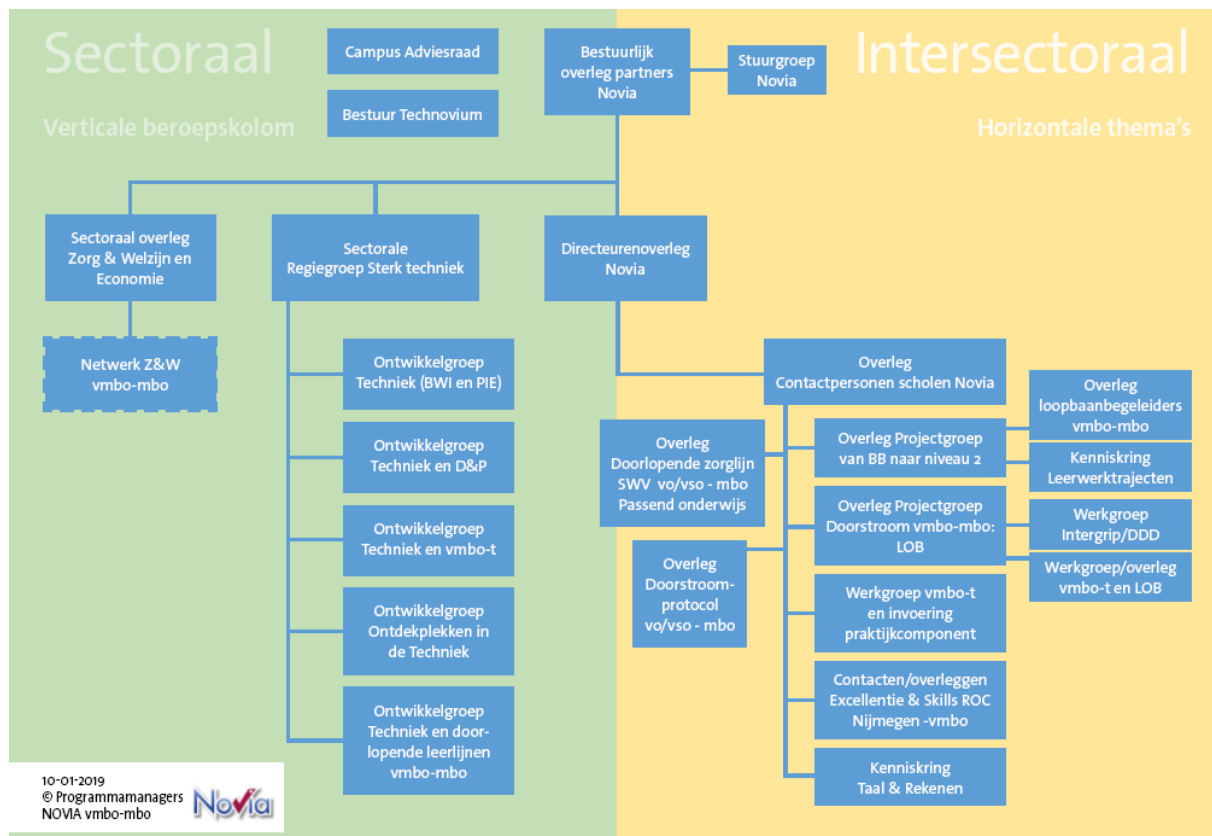 Sectoraal
Verticale beroepskolom
Campus Adviesraad
Bestuur Technovium
Bestuurlijk
overleg partners
Novia
Stuurgroep
Novia
Intersectoraal
Horizontale thema's
Sectoraal overleg
Zorg & Welzijn en
Economie
Sectorale
Regiegroep Sterk techniek
Directeurenoverleg
Novia
Netwerk Z&W
vmbo-mbo
Ontwikkelgroep
Techniek (BWI en PIE)
Ontwikkelgroep
Techniek en D&P
Ontwikkelgroep
Techniek en vmbo-t
Ontwikkelgroep
Ontdekplekken in
de Techniek
Ontwikkelgroep
Techniek en door-
lopende leerlijnen
vmbo-mbo
Overleg
Contactpersonen scholen Novia
Overleg
Doorlopende zorglijn
SWV vo/vso - mbo
Passend onderwijs
Overleg
Doorstroom-
protocol
vo/vso - mbo
Overleg Projectgroep
van BB naar niveau 2
Overleg Projectgroep
Doorstroom vmbo-mbo:
LOB
Werkgroep vmbo-t
en invoering
praktijkcomponent
Contacten/overleggen
Excellentie & Skills ROC
Nijmegen -vmbo
Kenniskring
Taal & Rekenen
Overleg
loopbaanbegeleiders
vmbo-mbo
Kenniskring
Leerwerktrajecten
Werkgroep
Intergrip/DDD
Werkgroep/overleg
vmbo-t en LOB
10-01-2019
© Programmamanagers
NOVIA vmbo-mbo
Novia